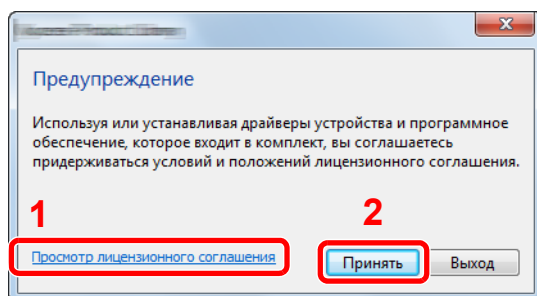 Предупреждение
Используя или устанавливая драйверы устройства и программное
обеспечение, которое входит в комплект, вы соглашаетесь
придерживаться условий и положений лицензионного соглашения.
1
2
Просмотр лицензионного соглашения
Принять
Выход